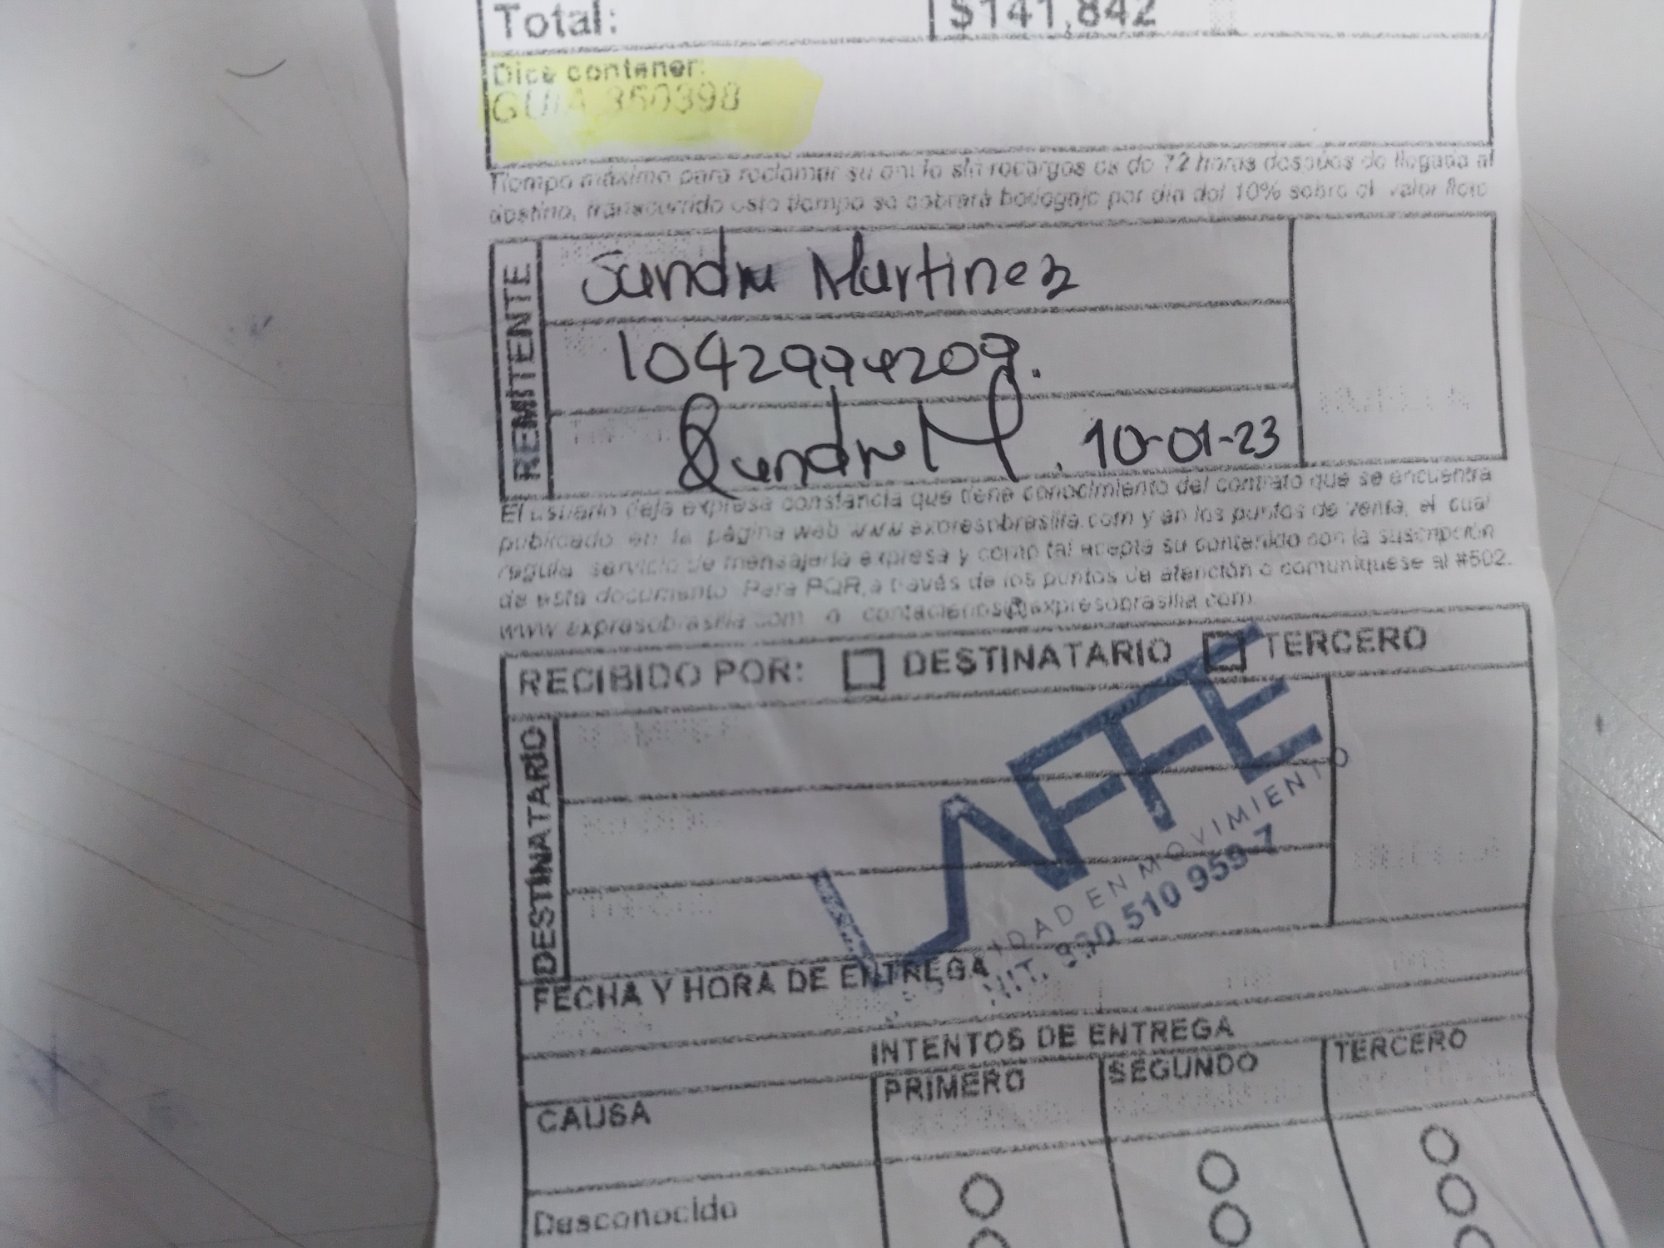 Total: $141,842
Dice contener:
GUIA 350398
Tiempo máximo para reclamar su envío sin recargos es de 72 horas después de llegada al
destino, transcurrido este tiempo se cobrará bodegaje por día del 10% sobre el valor flete
REMITENTE
Sandra Martinez
1042994209.
Sandra M. 10-01-23
El usuario deja expresa constancia que tiene conocimiento del contrato que se encuentra
publicado en la página web www.expresobrasilia.com y en los puntos de venta, el cual
regula servicio de mensajería expresa y como tal acepta su contenido con la suscripción
de este documento Para PQR, a través de los puntos de atención o comuniquese al #502.
www.expresobrasilia.com o contactenos@expresobrasilia.com
RECIBIDO POR: DESTINATARIO TERCERO
DESTINATARIO
LAFFE
IDAD EN MOVIMIENTO
NIT. 900 510 959-7
FECHA Y HORA DE ENTREGA
INTENTOS DE ENTREGA
CAUSA PRIMERO SEGUNDO TERCERO
Desconocido